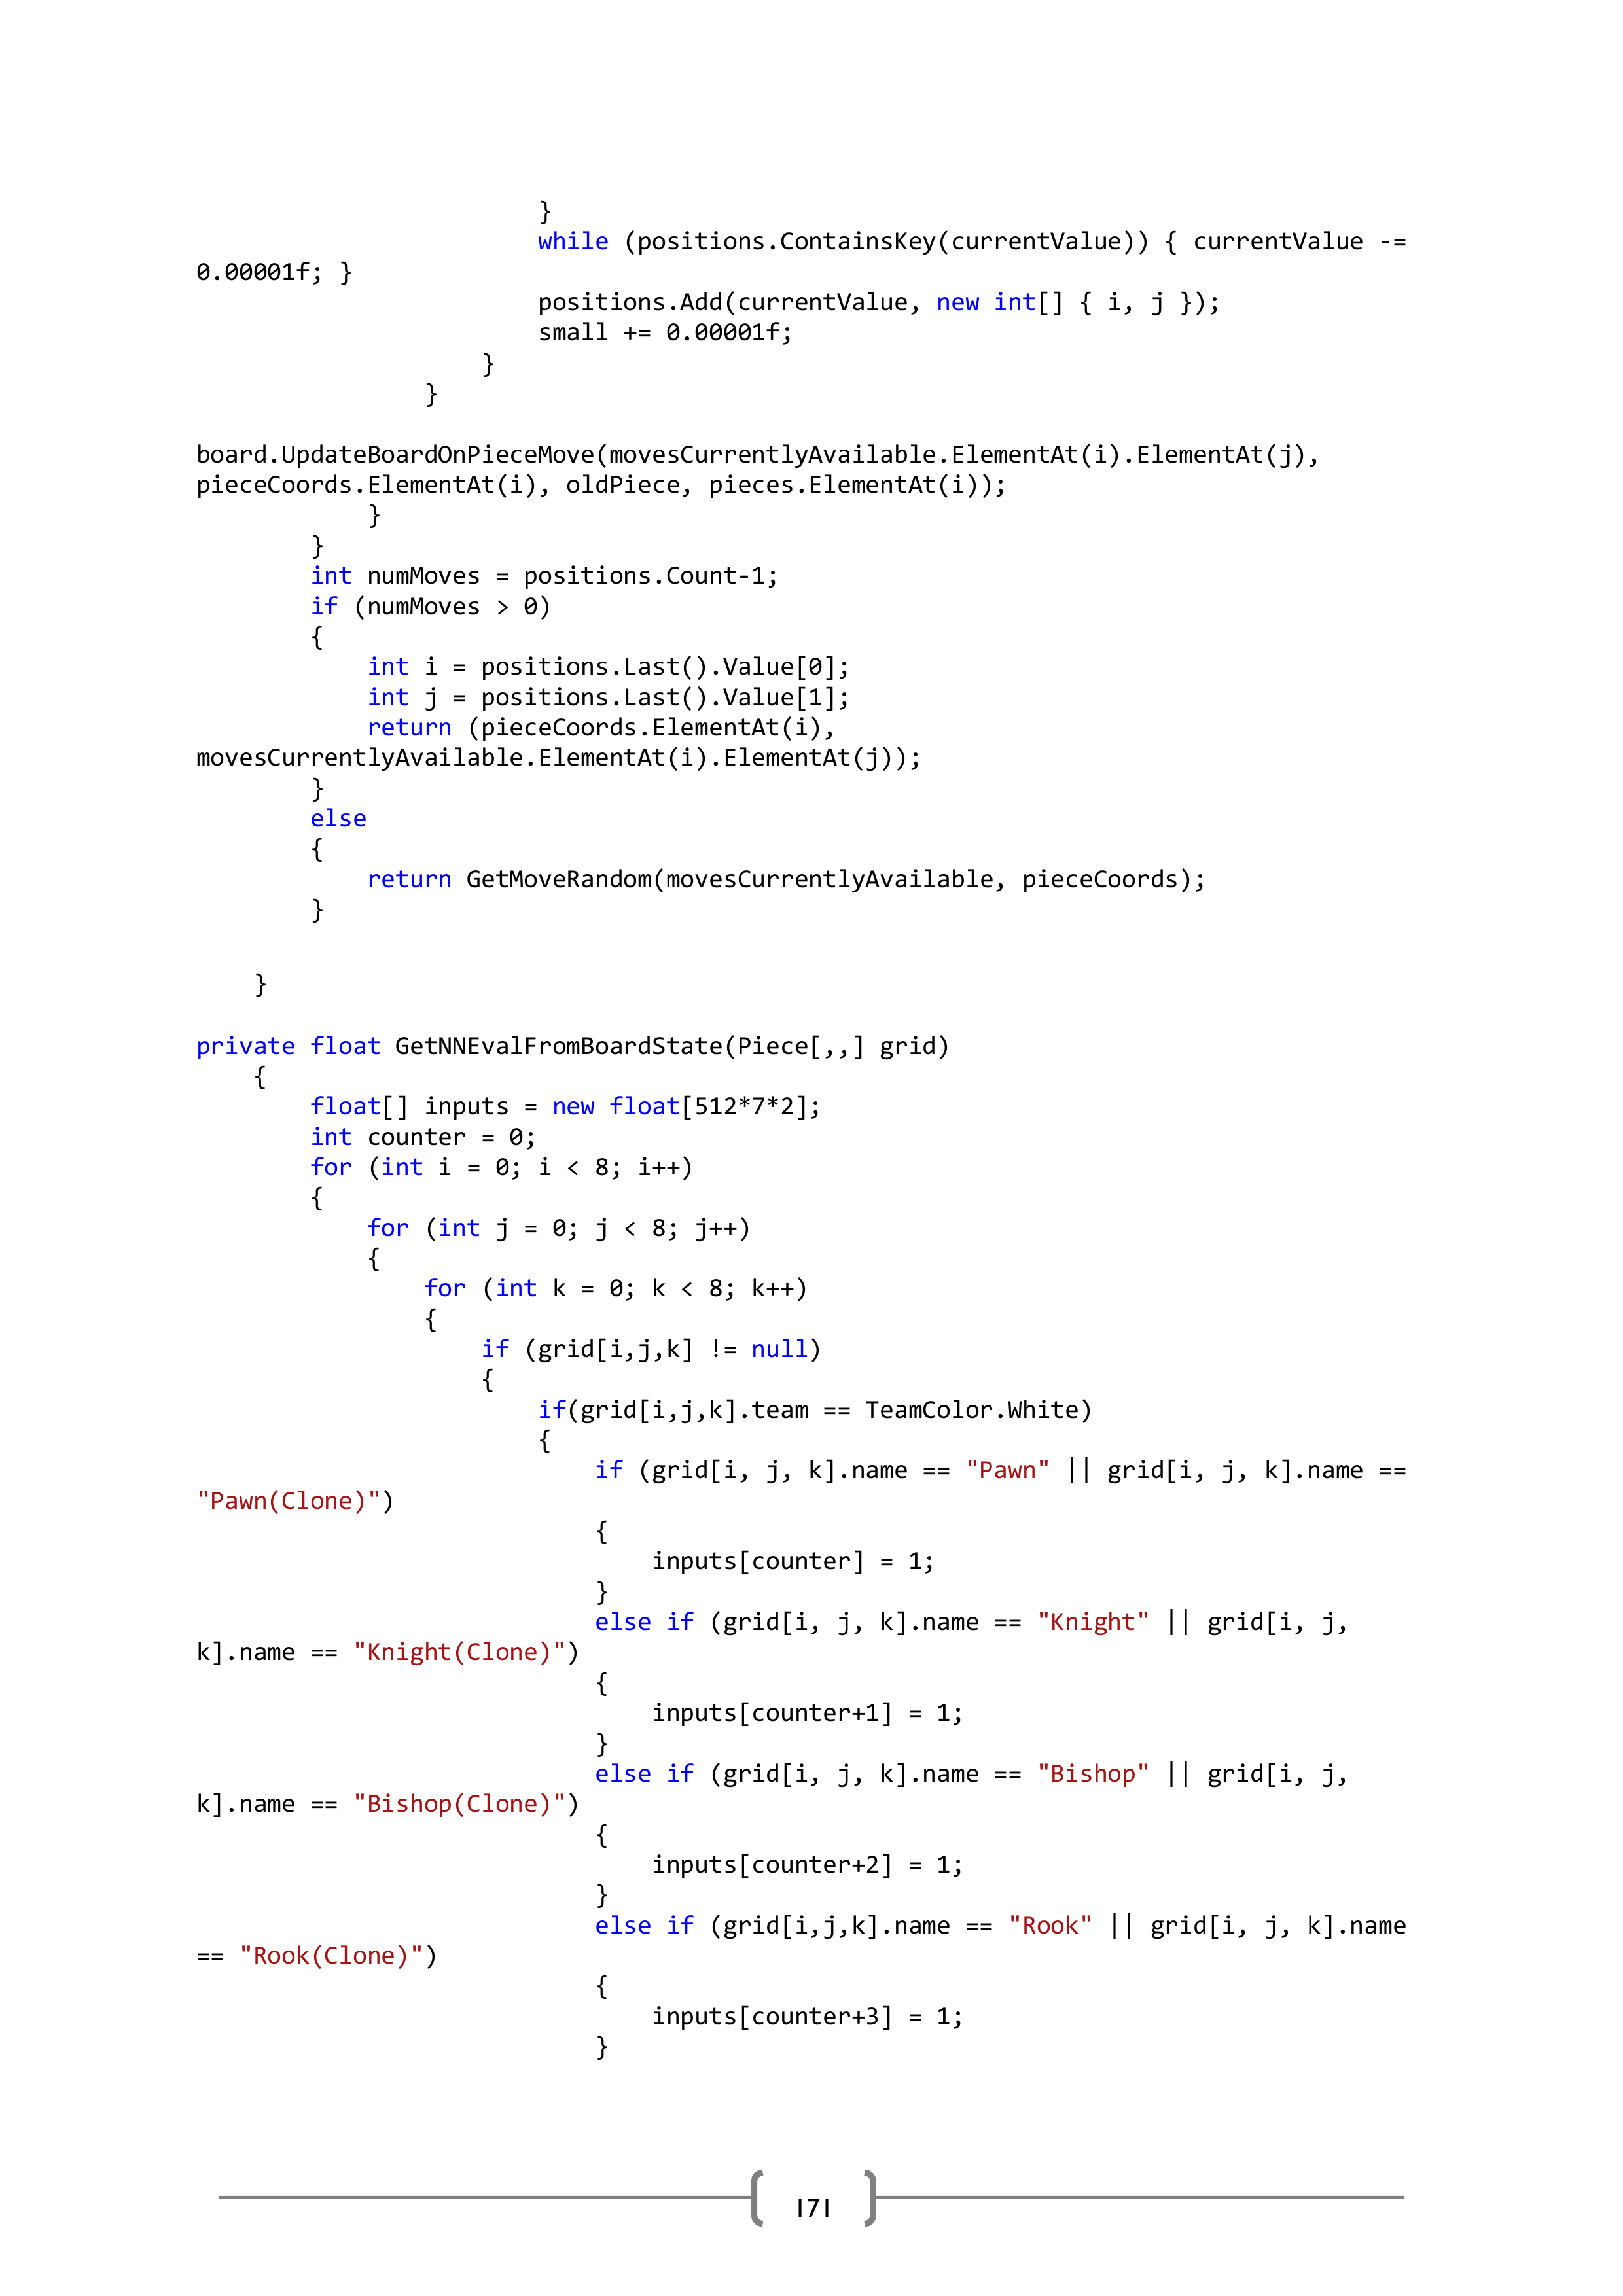 }
while (positions.ContainsKey(currentValue)) { currentValue -=
0.00001f; }
positions.Add(currentValue, new int[] { i, j });
small += 0.00001f;
}
}
board.UpdateBoardOnPieceMove(movesCurrentlyAvailable.ElementAt(i).ElementAt(j),
pieceCoords.ElementAt(i), oldPiece, pieces.ElementAt(i));
}
}
int numMoves = positions.Count-1;
if (numMoves > 0)
{
int i = positions.Last().Value[0];
int j = positions.Last().Value[1];
return (pieceCoords.ElementAt(i),
movesCurrentlyAvailable.ElementAt(i).ElementAt(j));
}
else
{
return GetMoveRandom(movesCurrentlyAvailable, pieceCoords);
}
}
private float GetNNEvalFromBoardState(Piece[,,] grid)
{
float[] inputs = new float[512*7*2];
int counter = 0;
for (int i = 0; i < 8; i++)
{
for (int j = 0; j < 8; j++)
{
for (int k = 0; k < 8; k++)
{
if (grid[i,j,k] != null)
{
if(grid[i,j,k].team == TeamColor.White)
{
if (grid[i, j, k].name == "Pawn" || grid[i, j, k].name ==
"Pawn(Clone)")
{
inputs[counter] = 1;
}
else if (grid[i, j, k].name == "Knight" || grid[i, j,
k].name == "Knight(Clone)")
{
inputs[counter+1] = 1;
}
else if (grid[i, j, k].name == "Bishop" || grid[i, j,
k].name == "Bishop(Clone)")
{
inputs[counter+2] = 1;
}
else if (grid[i,j,k].name == "Rook" || grid[i, j, k].name
== "Rook(Clone)")
{
inputs[counter+3] = 1;
}
171